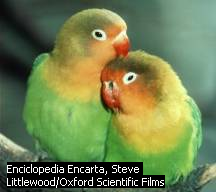 Enciclopedia Encarta, Steve
Littlewood/Oxford Scientific Films